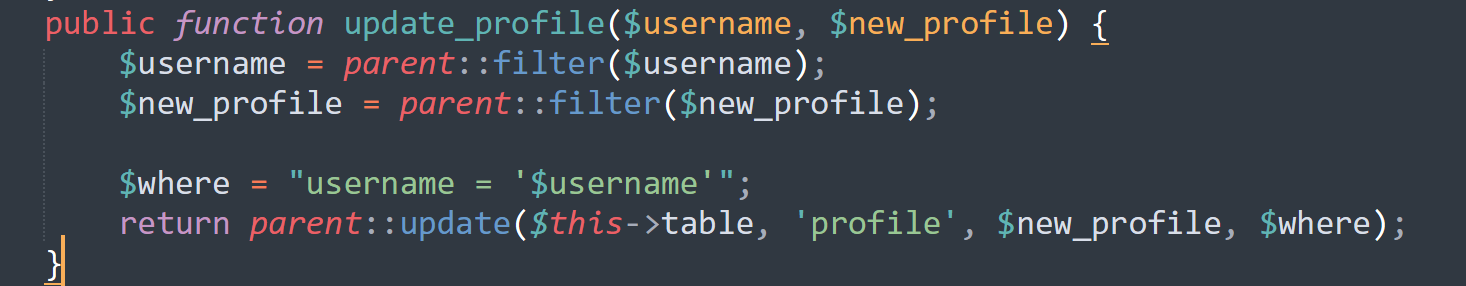 public function update_profile($username, $new_profile) {
$username = parent::filter($username);
$new_profile = parent::filter($new_profile);
$where = "username = '$username'";
return parent::update($this->table, 'profile', $new_profile, $where);
}